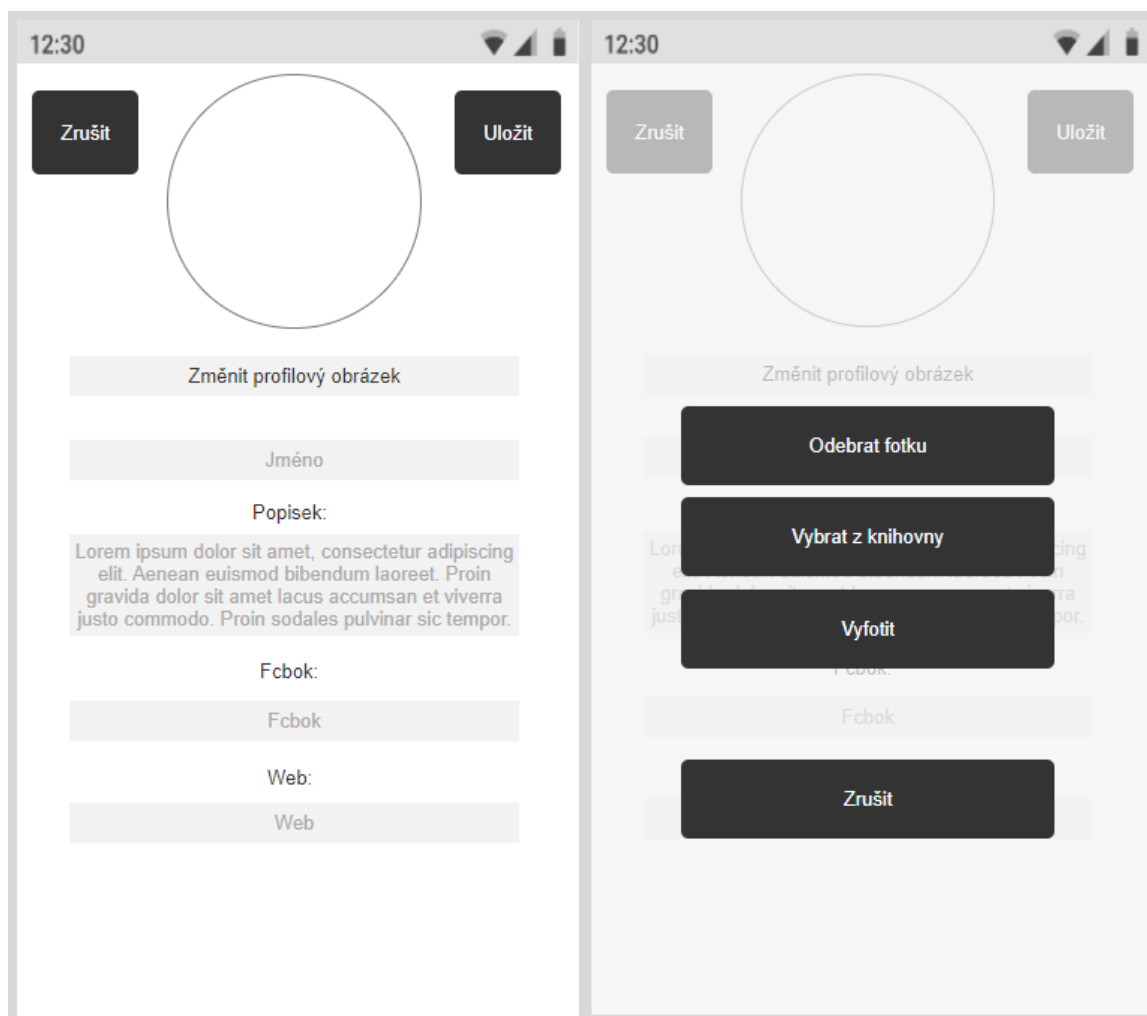 12:30
Zrušit
Uložit
Změnit profilový obrázek
Jméno
Popisek:
Lorem ipsum dolor sit amet, consectetur adipiscing
elit. Aenean euismod bibendum laoreet. Proin
gravida dolor sit amet lacus accumsan et viverra
justo commodo. Proin sodales pulvinar sic tempor.
Fcbok:
Fcbok
Web:
Web
12:30
Zrušit
Uložit
Změnit profilový obrázek
Odebrat fotku
Vybrat z knihovny
Vyfotit
Fcbok:
Fcbok
Zrušit